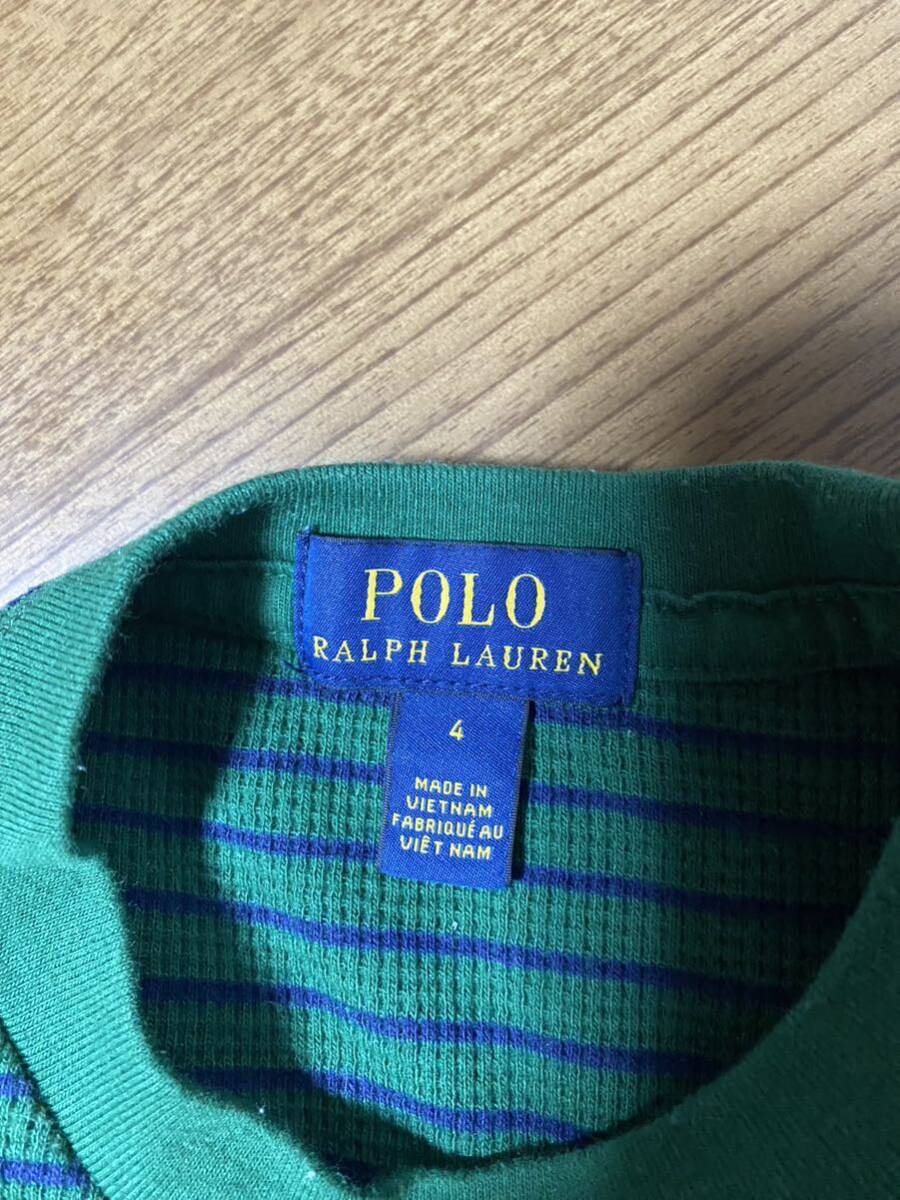 POLO
RALPH LAUREN
4
MADE IN
VIETNAM
FABRIQUÉ AU
VIÊT NAM